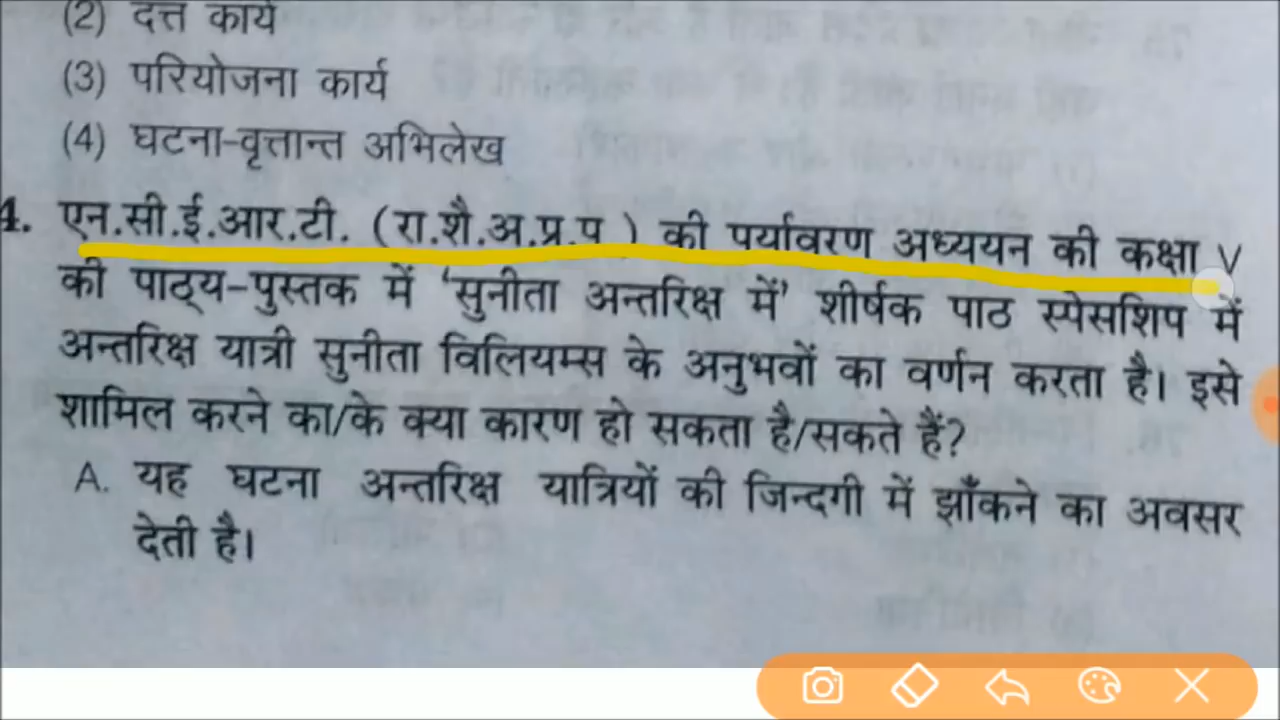 (2) दत्त कार्य
(3) परियोजना कार्य
(4) घटना-वृत्तान्त अभिलेख
4. एन.सी.ई.आर.टी. (रा.शै.अ.प्र.प ) की पर्यावरण अध्ययन की कक्षा V
की पाठ्य-पुस्तक में 'सुनीता अन्तरिक्ष में' शीर्षक पाठ स्पेसशिप में
अन्तरिक्ष यात्री सुनीता विलियम्स के अनुभवों का वर्णन करता है। इसे
शामिल करने का/के क्या कारण हो सकता है/सकते हैं?
A. यह घटना अन्तरिक्ष यात्रियों की जिन्दगी में झाँकने का अवसर
देती है।